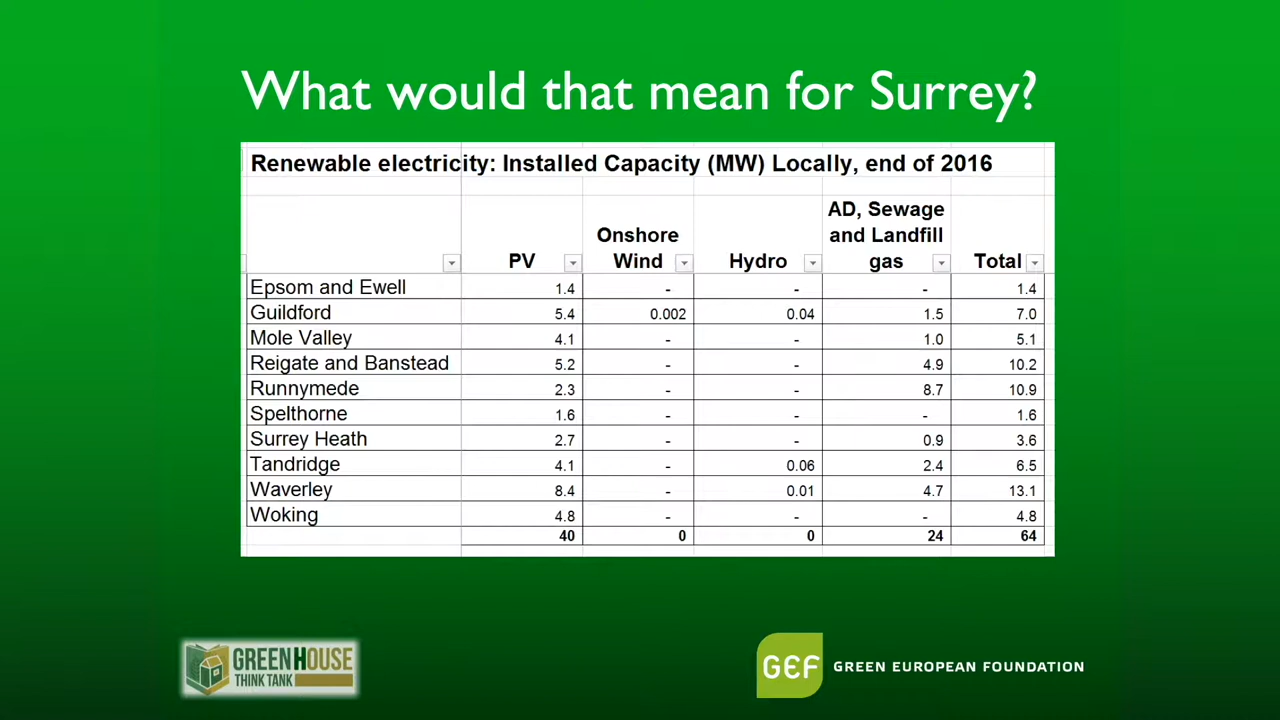 What would that mean for Surrey?
Renewable electricity: Installed Capacity (MW) Locally, end of 2016
PV Onshore Wind Hydro AD, Sewage and Landfill gas Total
Epsom and Ewell 1.4 - - - 1.4
Guildford 5.4 0.002 0.04 1.5 7.0
Mole Valley 4.1 - - 1.0 5.1
Reigate and Banstead 5.2 - - 4.9 10.2
Runnymede 2.3 - - 8.7 10.9
Spelthorne 1.6 - - - 1.6
Surrey Heath 2.7 - - 0.9 3.6
Tandridge 4.1 - 0.06 2.4 6.5
Waverley 8.4 - 0.01 4.7 13.1
Woking 4.8 - - - 4.8
40 0 0 24 64
GREENHOUSE
THINK TANK
GEF GREEN EUROPEAN FOUNDATION